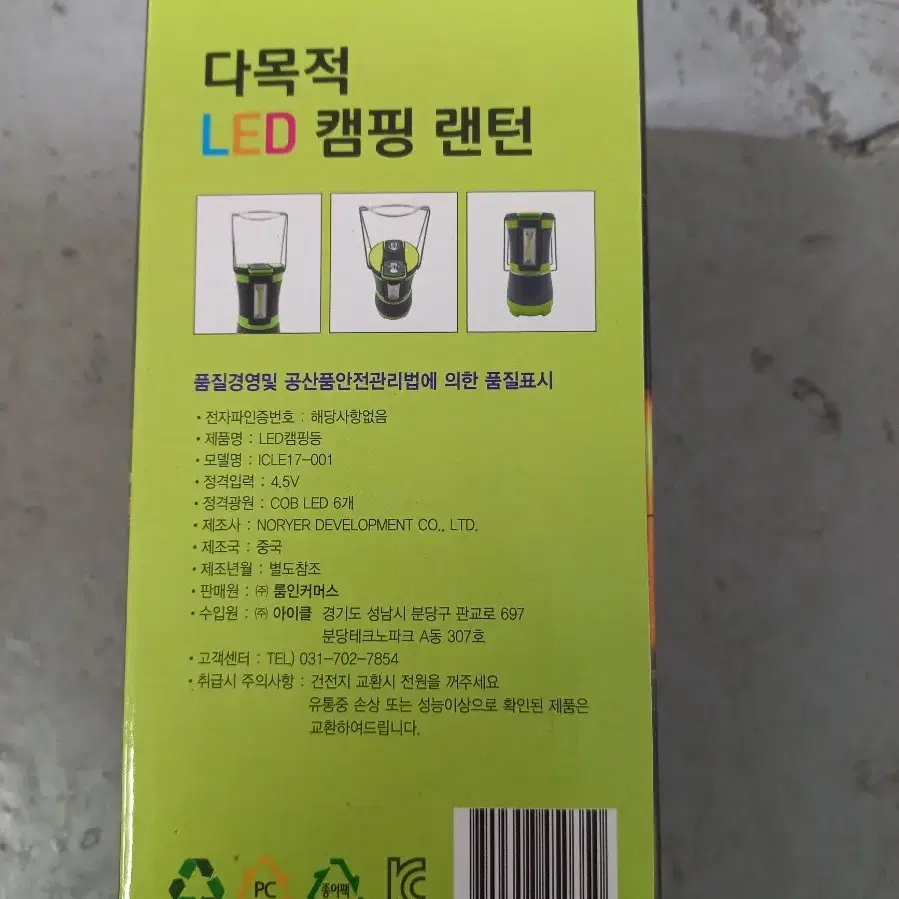 다목적
LED 캠핑 랜턴
품질경영및 공산품안전관리법에 의한 품질표시
• 전자파인증번호 : 해당사항없음
• 제품명 : LED캠핑등
• 모델명 : ICLE17-001
• 정격입력 : 4.5V
• 정격광원 : COB LED 6개
• 제조사 : NORYER DEVELOPMENT CO., LTD.
• 제조국 : 중국
• 제조년월 : 별도참조
• 판매원 : ㈜ 룸인커머스
• 수입원 : ㈜ 아이클 경기도 성남시 분당구 판교로 697
분당테크노파크 A동 307호
• 고객센터 : TEL) 031-702-7854
• 취급시 주의사항 : 건전지 교환시 전원을 꺼주세요
유통중 손상 또는 성능이상으로 확인된 제품은
교환하여드립니다.
PC
종이팩